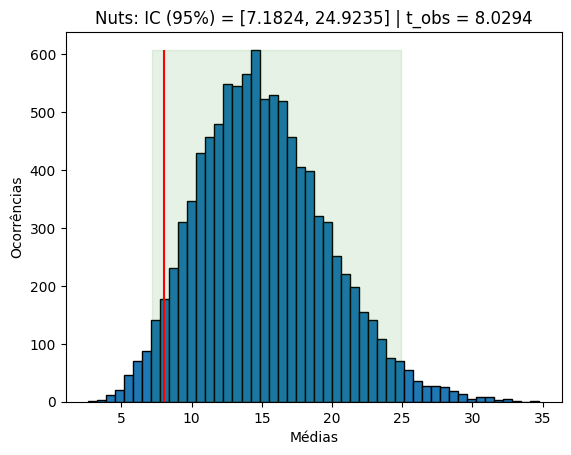 Nuts: IC (95%) = [7.1824, 24.9235] | t_obs = 8.0294
Ocorrências
600
500
400
300
200
100
0
5 10 15 20 25 30 35
Médias